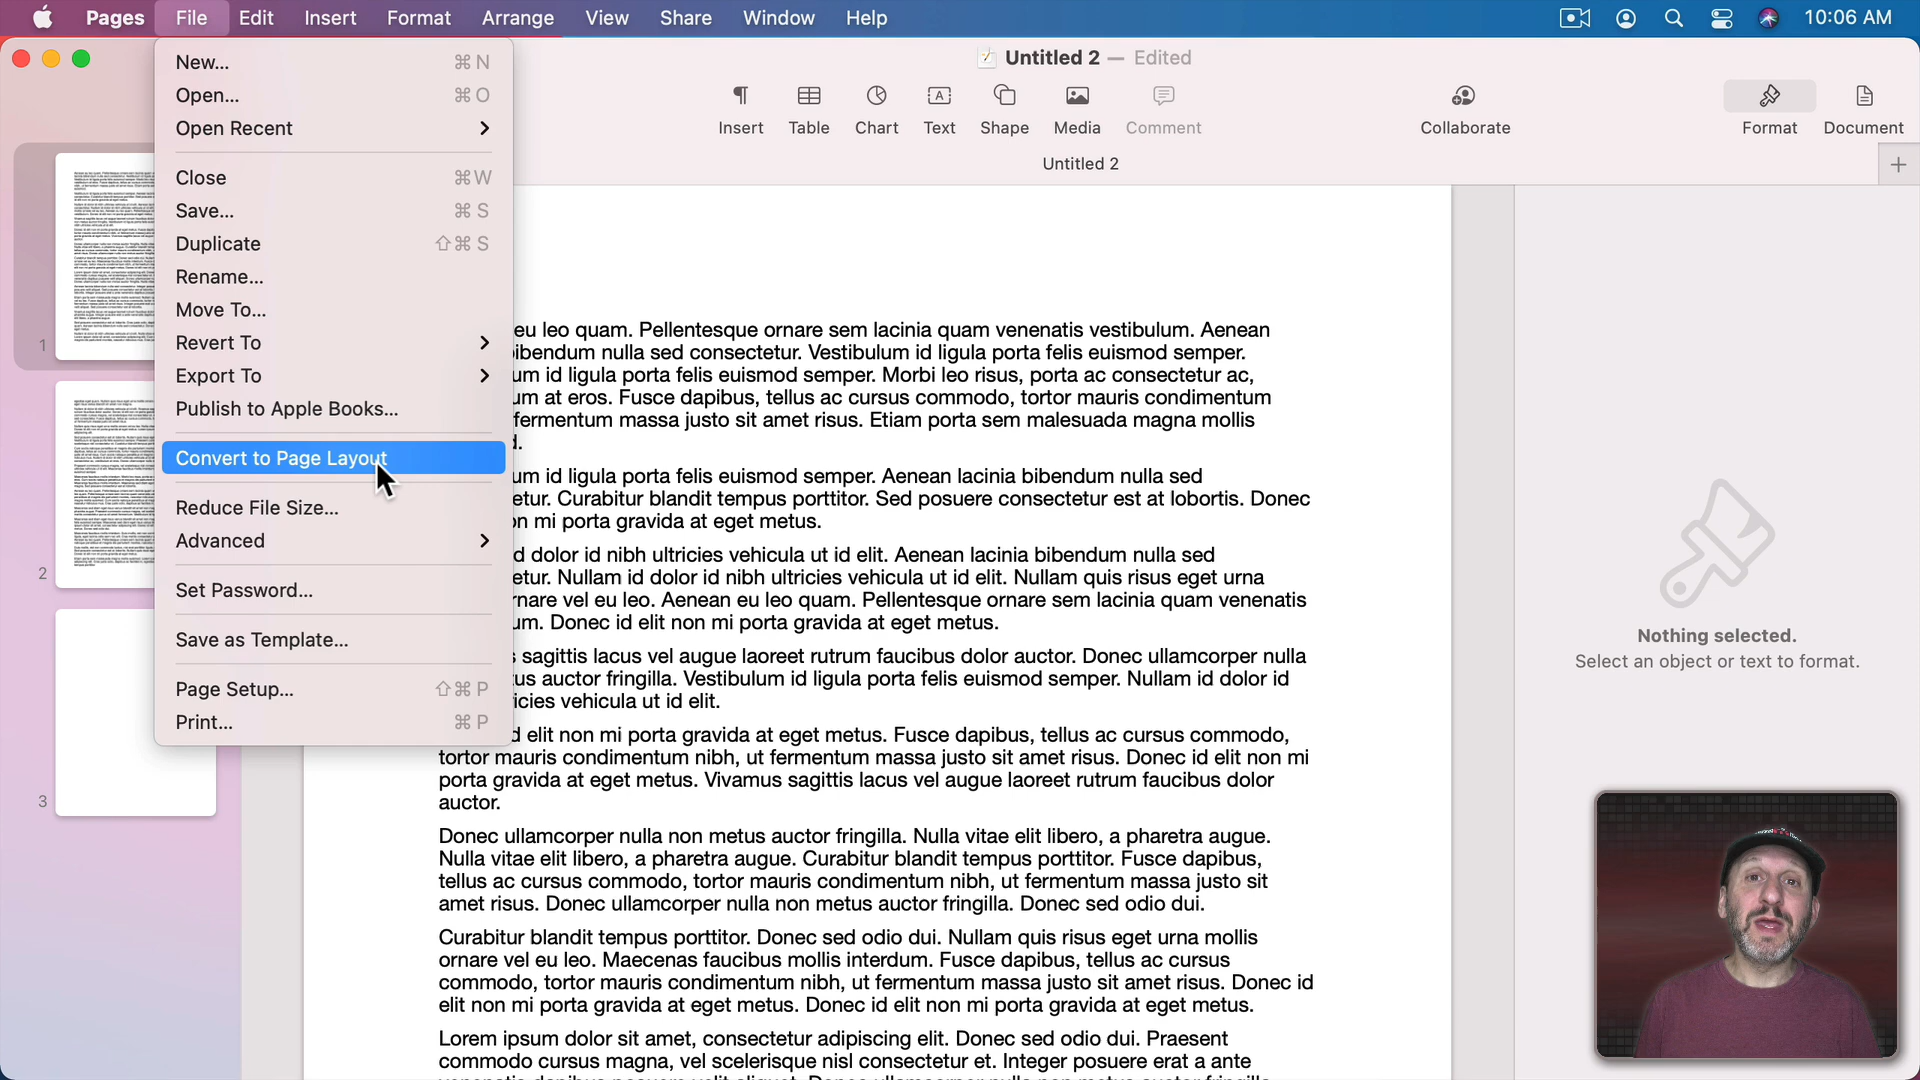 Pages File Edit Insert Format Arrange View Share Window Help 10:06 AM
Untitled 2 — Edited
Insert Table Chart Text Shape Media Comment Collaborate Format Document
Untitled 2
New... ⌘ N
Open... ⌘ O
Open Recent
Close ⌘ W
Save... ⌘ S
Duplicate ⇧⌘ S
Rename...
Move To...
Revert To
Export To
Publish to Apple Books...
Convert to Page Layout
Reduce File Size...
Advanced
Set Password...
Save as Template...
Page Setup... ⇧⌘ P
Print... ⌘ P
1
2
3
eu leo quam. Pellentesque ornare sem lacinia quam venenatis vestibulum. Aenean
bibendum nulla sed consectetur. Vestibulum id ligula porta felis euismod semper.
um id ligula porta felis euismod semper. Morbi leo risus, porta ac consectetur ac,
um at eros. Fusce dapibus, tellus ac cursus commodo, tortor mauris condimentum
fermentum massa justo sit amet risus. Etiam porta sem malesuada magna mollis
d.
um id ligula porta felis euismod semper. Aenean lacinia bibendum nulla sed
etur. Curabitur blandit tempus porttitor. Sed posuere consectetur est at lobortis. Donec
on mi porta gravida at eget metus.
d dolor id nibh ultricies vehicula ut id elit. Aenean lacinia bibendum nulla sed
etur. Nullam id dolor id nibh ultricies vehicula ut id elit. Nullam quis risus eget urna
rnare vel eu leo. Aenean eu leo quam. Pellentesque ornare sem lacinia quam venenatis
um. Donec id elit non mi porta gravida at eget metus.
s sagittis lacus vel augue laoreet rutrum faucibus dolor auctor. Donec ullamcorper nulla
us auctor fringilla. Vestibulum id ligula porta felis euismod semper. Nullam id dolor id
icies vehicula ut id elit.
d elit non mi porta gravida at eget metus. Fusce dapibus, tellus ac cursus commodo,
tortor mauris condimentum nibh, ut fermentum massa justo sit amet risus. Donec id elit non mi
porta gravida at eget metus. Vivamus sagittis lacus vel augue laoreet rutrum faucibus dolor
auctor.
Donec ullamcorper nulla non metus auctor fringilla. Nulla vitae elit libero, a pharetra augue.
Nulla vitae elit libero, a pharetra augue. Curabitur blandit tempus porttitor. Fusce dapibus,
tellus ac cursus commodo, tortor mauris condimentum nibh, ut fermentum massa justo sit
amet risus. Donec ullamcorper nulla non metus auctor fringilla. Donec sed odio dui.
Curabitur blandit tempus porttitor. Donec sed odio dui. Nullam quis risus eget urna mollis
ornare vel eu leo. Maecenas faucibus mollis interdum. Fusce dapibus, tellus ac cursus
commodo, tortor mauris condimentum nibh, ut fermentum massa justo sit amet risus. Donec id
elit non mi porta gravida at eget metus. Donec id elit non mi porta gravida at eget metus.
Lorem ipsum dolor sit amet, consectetur adipiscing elit. Donec sed odio dui. Praesent
commodo cursus magna, vel scelerisque nisl consectetur et. Integer posuere erat a ante
Nothing selected.
Select an object or text to format.